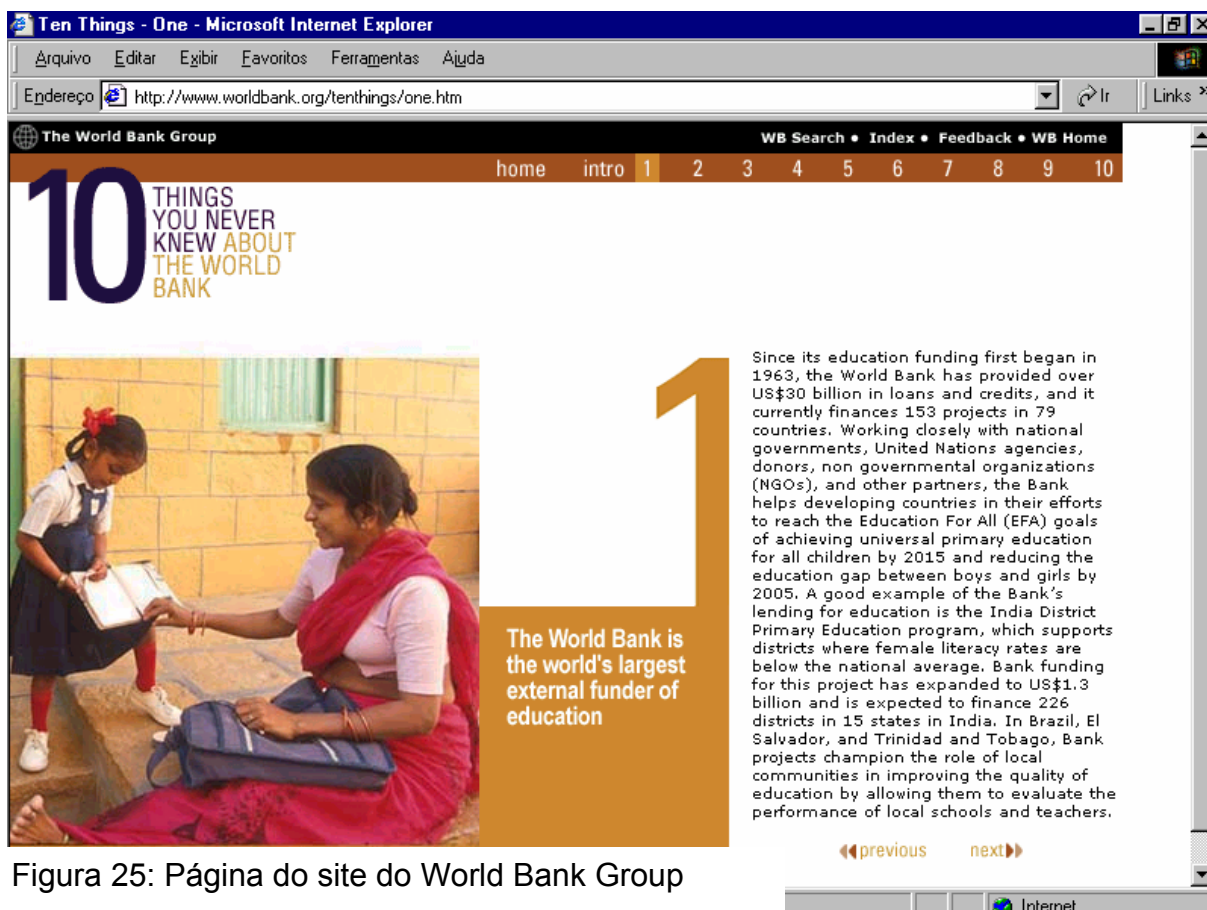 Ten Things - One - Microsoft Internet Explorer
Arquivo Editar Exibir Favoritos Ferramentas Ajuda
Endereço http://www.worldbank.org/tenthings/one.htm Ir Links »
The World Bank Group WB Search • Index • Feedback • WB Home
home intro 1 2 3 4 5 6 7 8 9 10
10 THINGS
YOU NEVER
KNEW ABOUT
THE WORLD
BANK
1
The World Bank is
the world's largest
external funder of
education
Since its education funding first began in
1963, the World Bank has provided over
US$30 billion in loans and credits, and it
currently finances 153 projects in 79
countries. Working closely with national
governments, United Nations agencies,
donors, non governmental organizations
(NGOs), and other partners, the Bank
helps developing countries in their efforts
to reach the Education For All (EFA) goals
of achieving universal primary education
for all children by 2015 and reducing the
education gap between boys and girls by
2005. A good example of the Bank's
lending for education is the India District
Primary Education program, which supports
districts where female literacy rates are
below the national average. Bank funding
for this project has expanded to US$1.3
billion and is expected to finance 226
districts in 15 states in India. In Brazil, El
Salvador, and Trinidad and Tobago, Bank
projects champion the role of local
communities in improving the quality of
education by allowing them to evaluate the
performance of local schools and teachers.
previous next
Figura 25: Página do site do World Bank Group
Internet